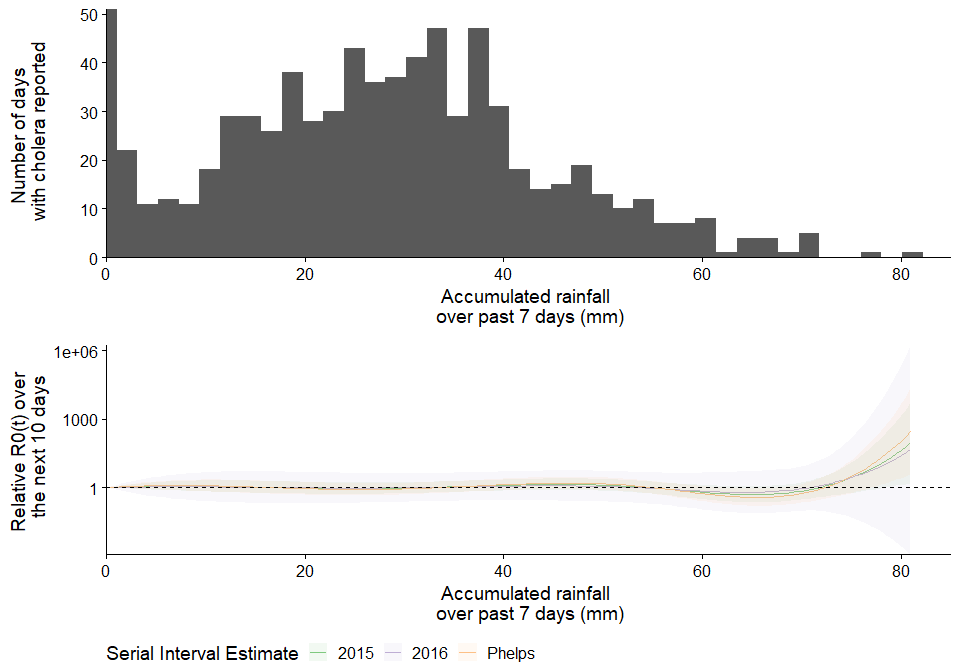 Number of days
with cholera reported
50
40
30
20
10
0
0 20 40 60 80
Accumulated rainfall
over past 7 days (mm)
Relative R0(t) over
the next 10 days
1e+06
1000
1
0 20 40 60 80
Accumulated rainfall
over past 7 days (mm)
Serial Interval Estimate 2015 2016 Phelps